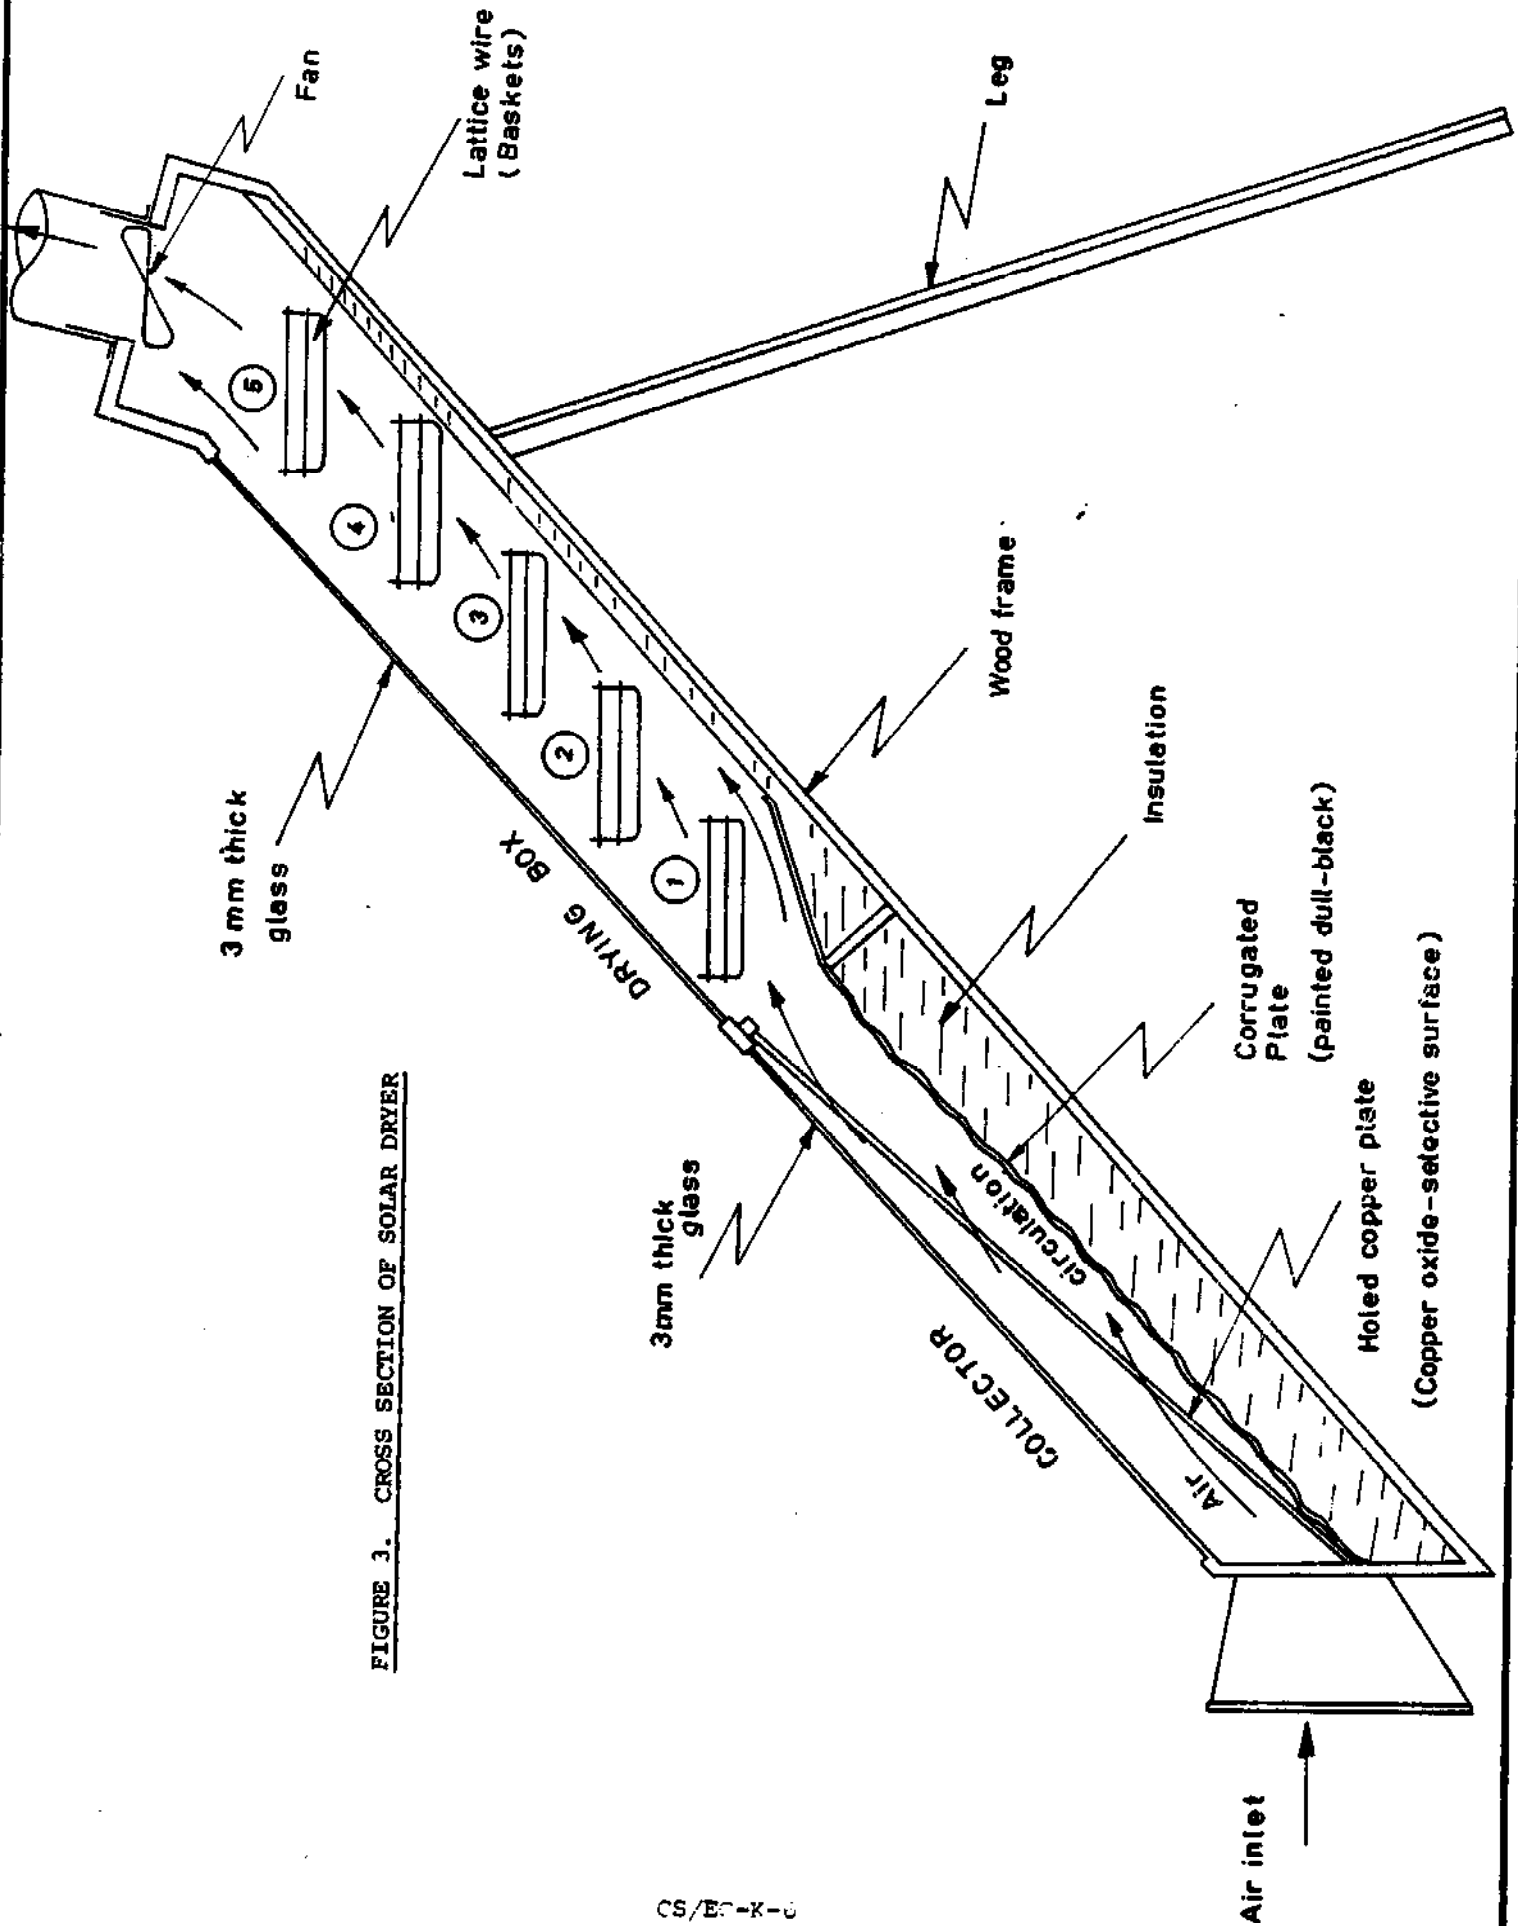 FIGURE 3. CROSS SECTION OF SOLAR DRYER
Fan
Lattice wire
(Baskets)
Leg
3 mm thick
glass
5
4
3
2
1
DRYING BOX
Wood frame
Insulation
3mm thick
glass
Corrugated
Plate
(painted dull-black)
COLLECTOR
Air circulation
Holed copper plate
(Copper oxide-selective surface)
Air inlet